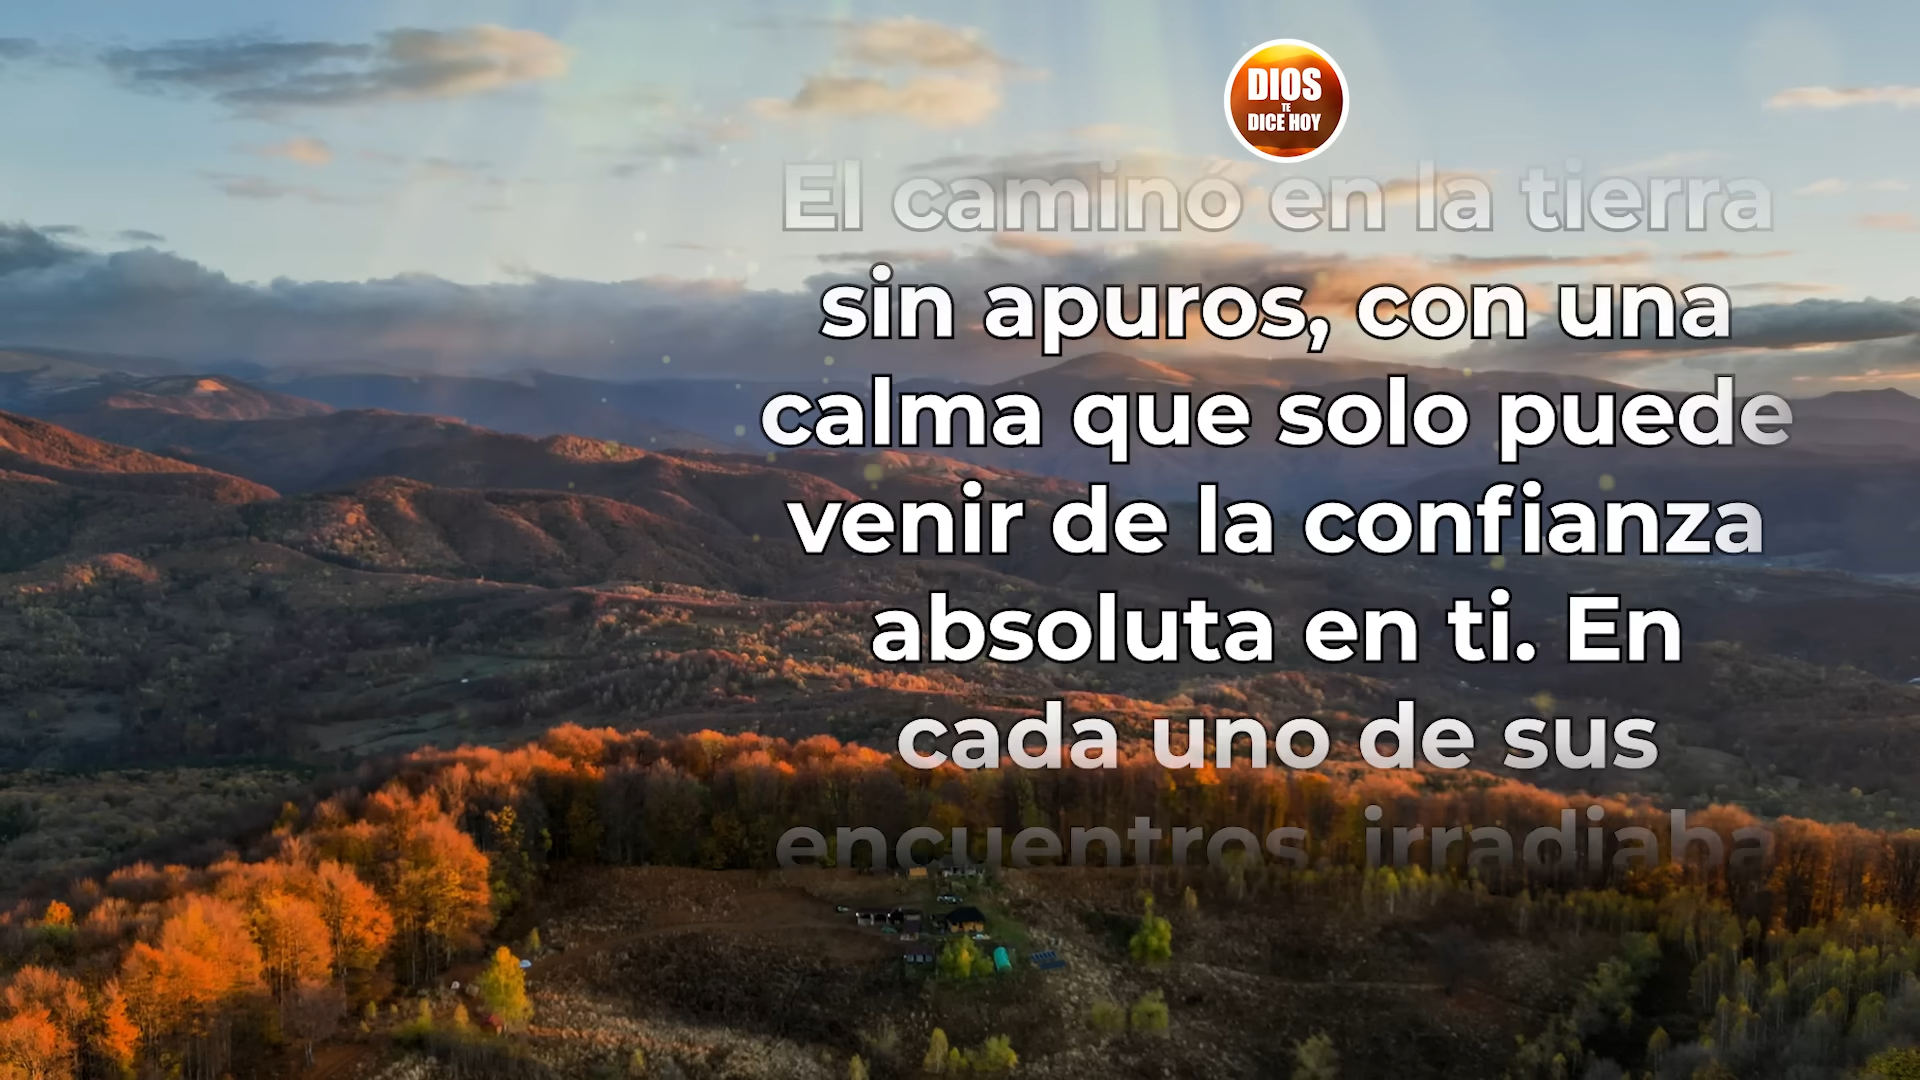 DIOS
TE
DICE HOY
El caminó en la tierra
sin apuros, con una
calma que solo puede
venir de la confianza
absoluta en ti. En
cada uno de sus
encuentros, irradiaba